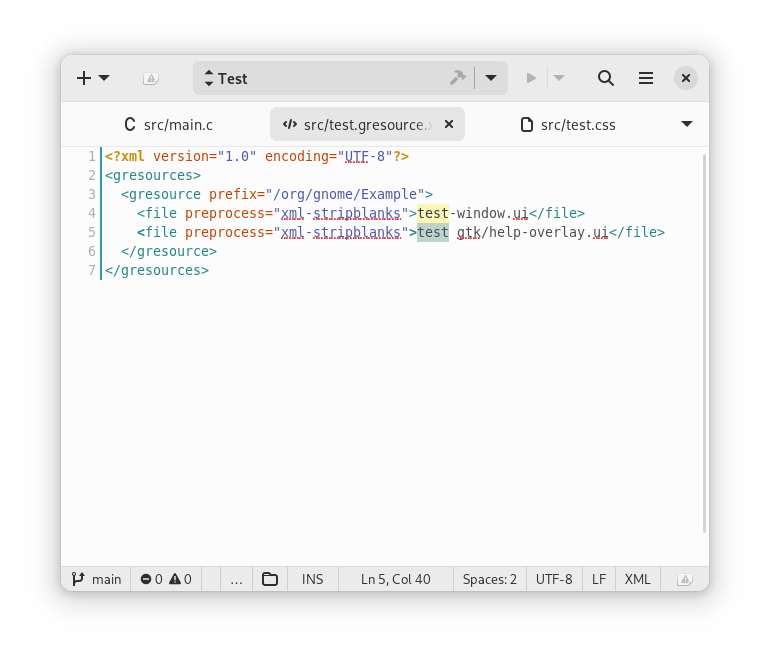 Test
src/main.c
src/test.gresource.
src/test.css
1 <?xml version="1.0" encoding="UTF-8"?>
2 <gresources>
3 <gresource prefix="/org/gnome/Example">
4 <file preprocess="xml-stripblanks">test-window.ui</file>
5 <file preprocess="xml-stripblanks">test gtk/help-overlay.ui</file>
6 </gresource>
7 </gresources>
main 0 0 ... INS Ln 5, Col 40 Spaces: 2 UTF-8 LF XML